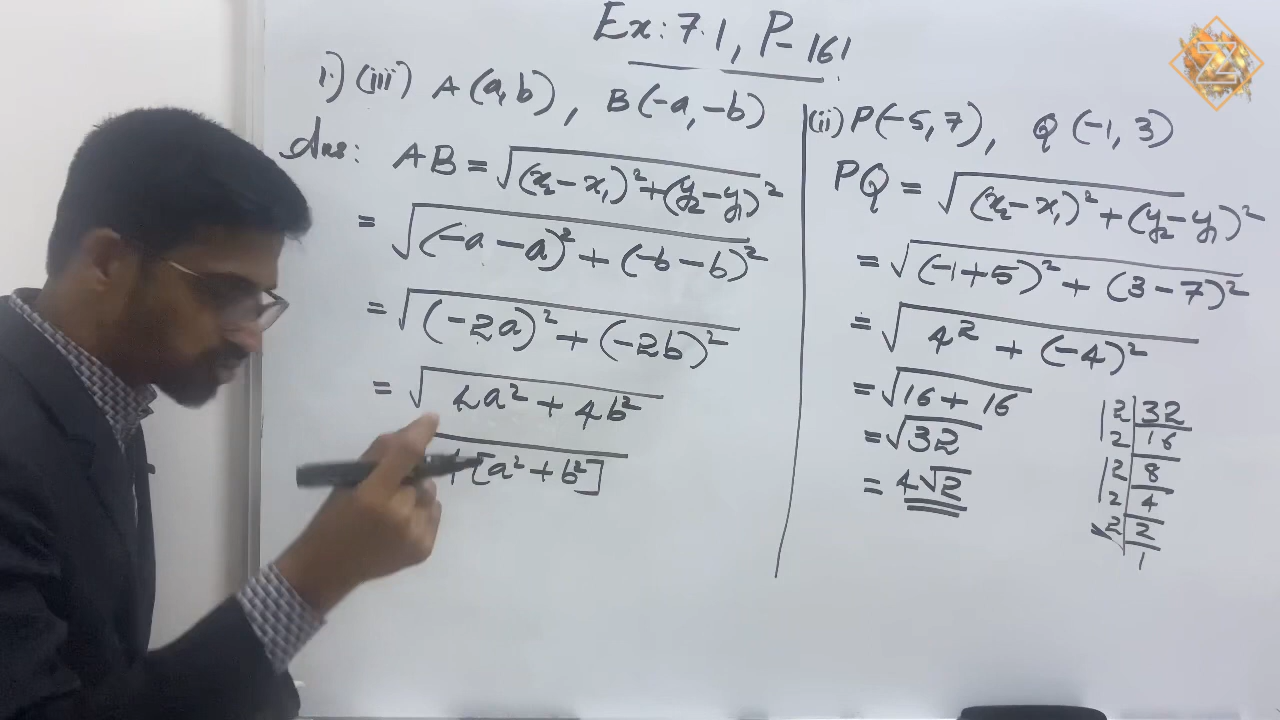 Ex: 7.1, P-161
1) (iii) A(a,b), B(-a,-b)
Ans: AB = √(x₂-x₁)²+(y₂-y₁)²
= √(-a-a)²+(-b-b)²
= √(-2a)²+(-2b)²
= √4a²+4b²
[a²+b²]
(ii) P(-5,7), Q(-1,3)
PQ = √(x₂-x₁)²+(y₂-y₁)²
= √(-1+5)²+(3-7)²
= √4²+(-4)²
= √16+16
= √32
= 4√2
2|32
2|16
2|8
2|4
2|2
1
Z